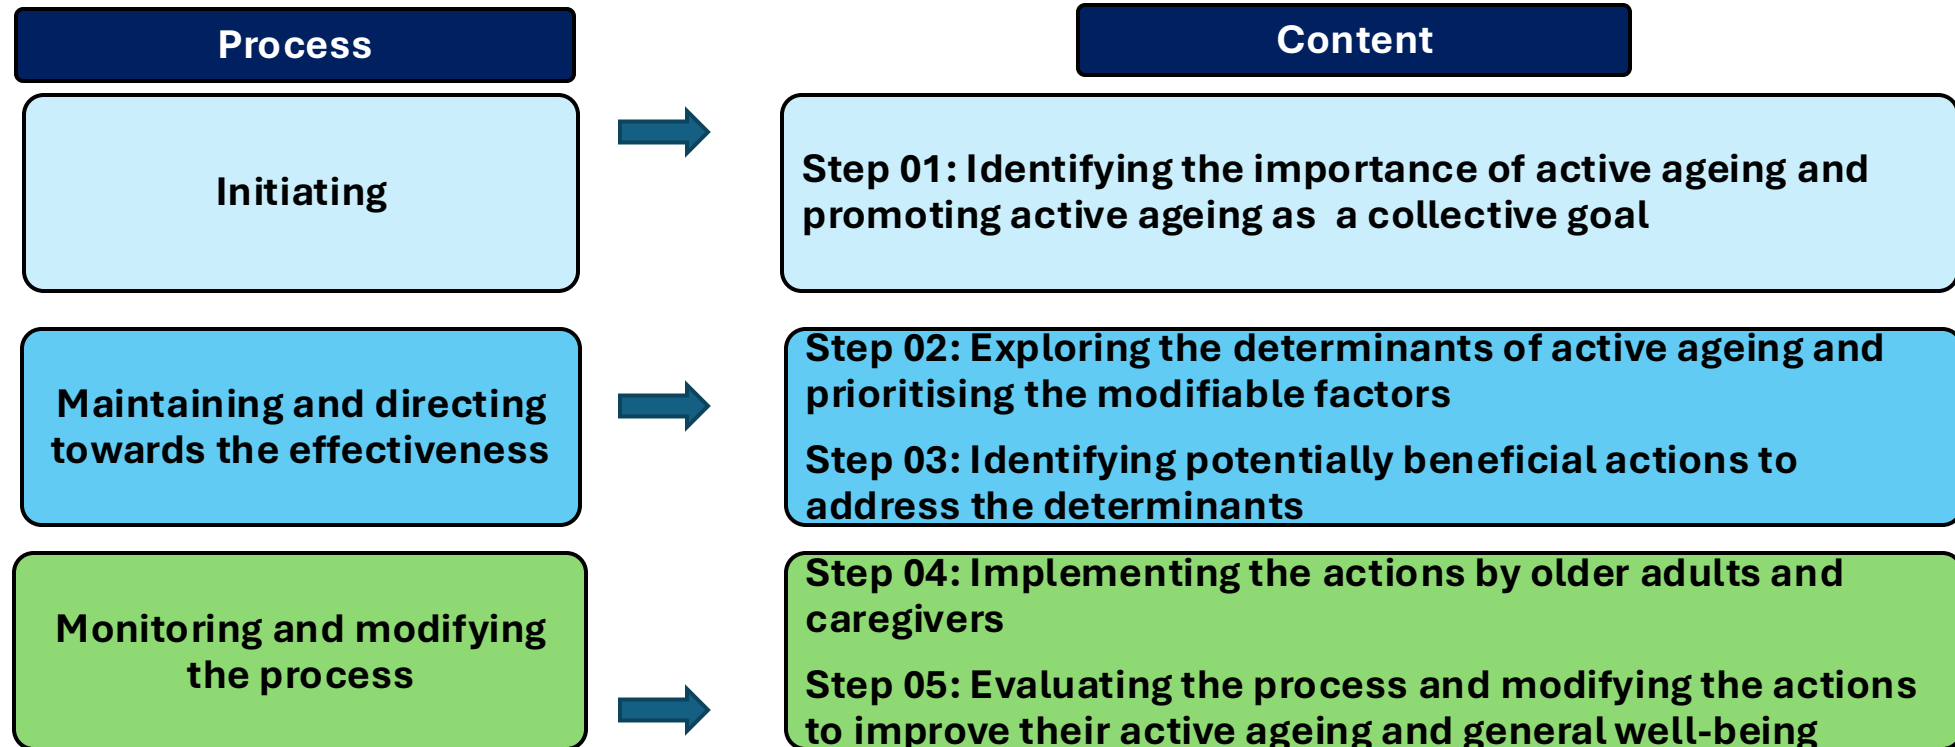 Process
Content
Initiating
Step 01: Identifying the importance of active ageing and
promoting active ageing as a collective goal
Maintaining and directing
towards the effectiveness
Step 02: Exploring the determinants of active ageing and
prioritising the modifiable factors
Step 03: Identifying potentially beneficial actions to
address the determinants
Monitoring and modifying
the process
Step 04: Implementing the actions by older adults and
caregivers
Step 05: Evaluating the process and modifying the actions
to improve their active ageing and general well-being